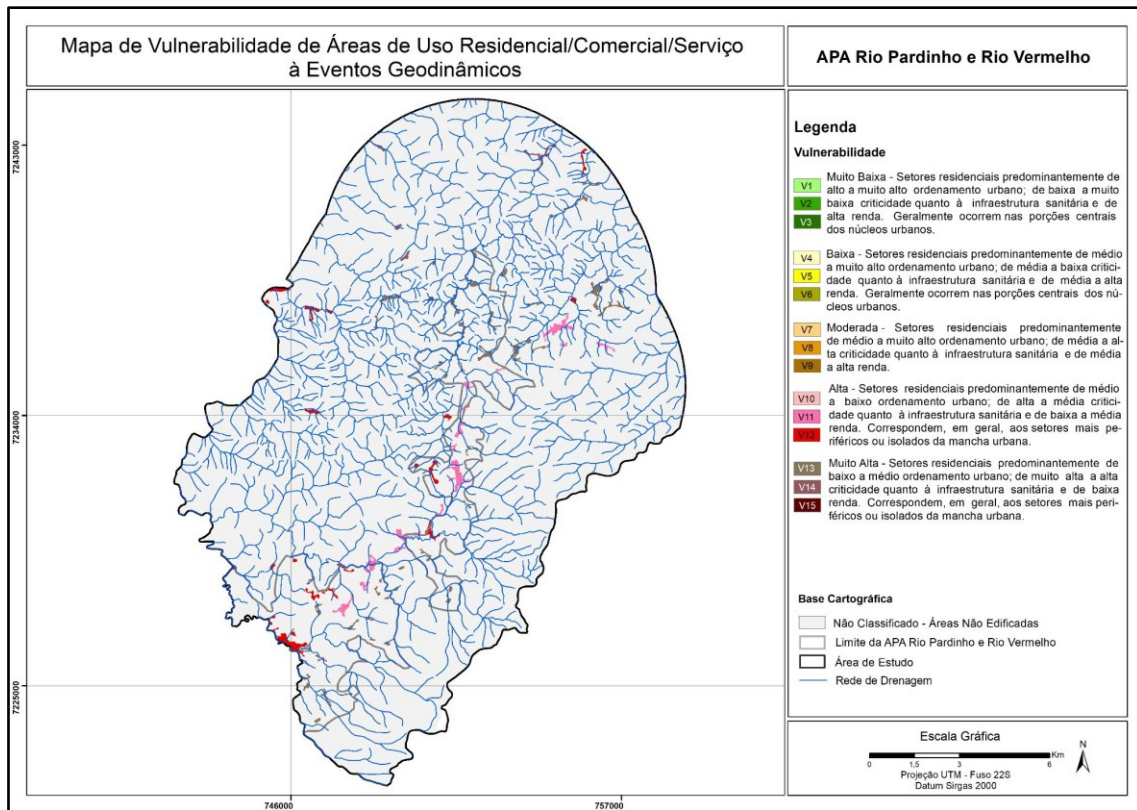 Mapa de Vulnerabilidade de Áreas de Uso Residencial/Comercial/Serviço
à Eventos Geodinâmicos
APA Rio Pardinho e Rio Vermelho
7243000
7234000
7225000
746000
757000
Legenda
Vulnerabilidade
V1
V2
V3
Muito Baixa - Setores residenciais predominantemente de
alto a muito alto ordenamento urbano; de baixa a muito
baixa criticidade quanto à infraestrutura sanitária e de
alta renda. Geralmente ocorrem nas porções centrais
dos núcleos urbanos.
V4
V5
V6
Baixa - Setores residenciais predominantemente de médio
a muito alto ordenamento urbano; de média a baixa critici-
dade quanto à infraestrutura sanitária e de média a alta
renda. Geralmente ocorrem nas porções centrais dos nú-
cleos urbanos.
V7
V8
V9
Moderada - Setores residenciais predominantemente
de médio a muito alto ordenamento urbano; de média a al-
ta criticidade quanto à infraestrutura sanitária e de média
a alta renda.
V10
V11
V12
Alta - Setores residenciais predominantemente de médio
a baixo ordenamento urbano; de alta a média critici-
dade quanto à infraestrutura sanitária e de baixa a média
renda. Correspondem, em geral, aos setores mais pe-
riféricos ou isolados da mancha urbana.
V13
V14
V15
Muito Alta - Setores residenciais predominantemente de
baixo a médio ordenamento urbano; de muito alta a alta
criticidade quanto à infraestrutura sanitária e de baixa
renda. Correspondem, em geral, aos setores mais peri-
féricos ou isolados da mancha urbana.
Base Cartográfica
Não Classificado - Áreas Não Edificadas
Limite da APA Rio Pardinho e Rio Vermelho
Área de Estudo
Rede de Drenagem
Escala Gráfica
0 1,5 3 6 Km
N
Projeção UTM - Fuso 22S
Datum Sirgas 2000